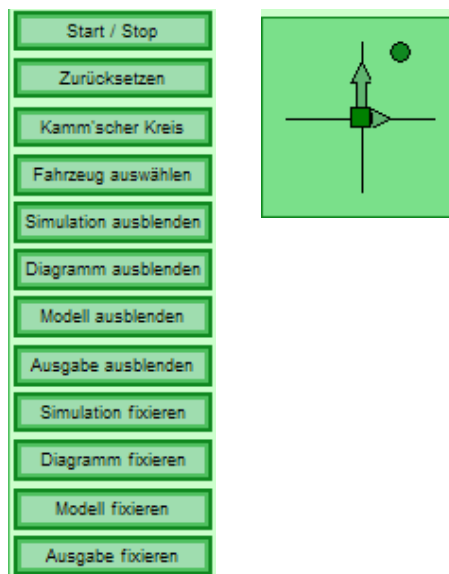 Start / Stop
Zurücksetzen
Kamm'scher Kreis
Fahrzeug auswählen
Simulation ausblenden
Diagramm ausblenden
Modell ausblenden
Ausgabe ausblenden
Simulation fixieren
Diagramm fixieren
Modell fixieren
Ausgabe fixieren